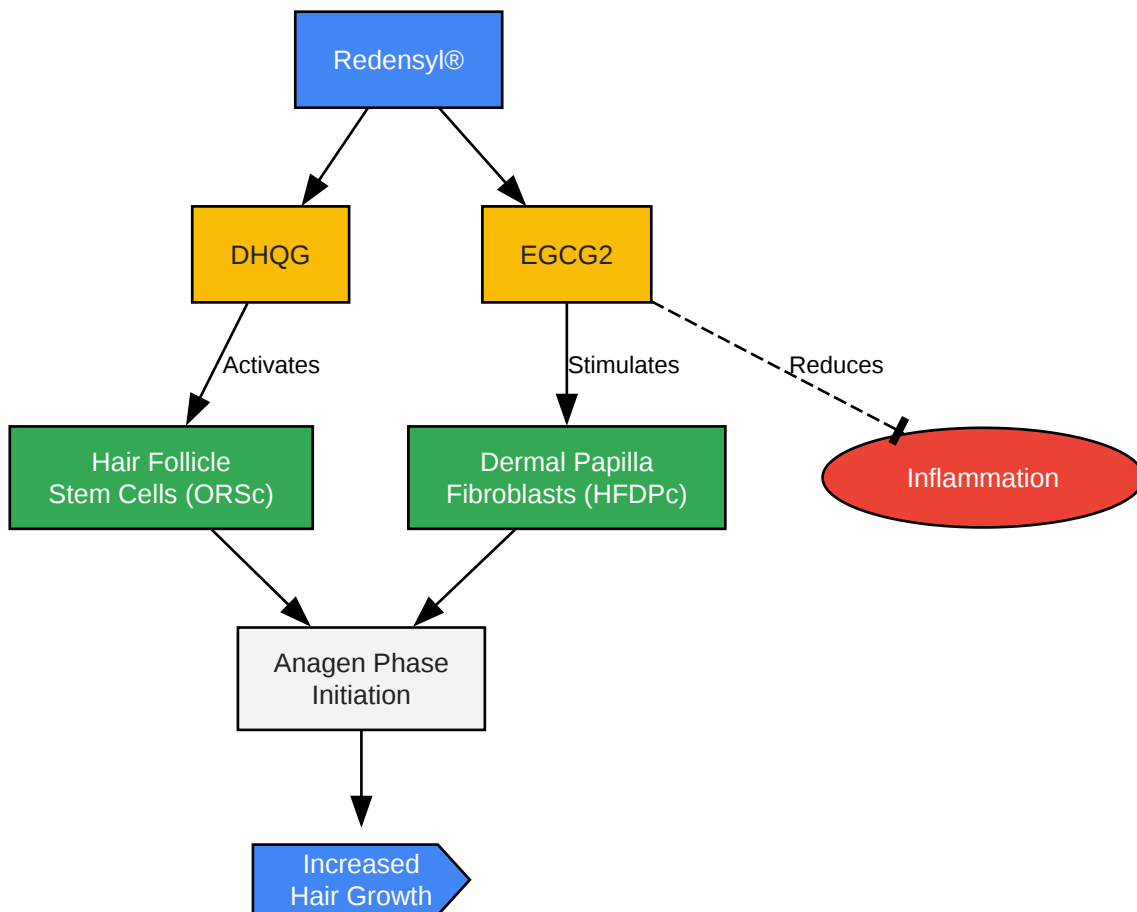 Redensyl®
DHQG
EGCG2
Activates
Stimulates
Reduces
Hair Follicle
Stem Cells (ORSc)
Dermal Papilla
Fibroblasts (HFDPc)
Inflammation
Anagen Phase
Initiation
Increased
Hair Growth